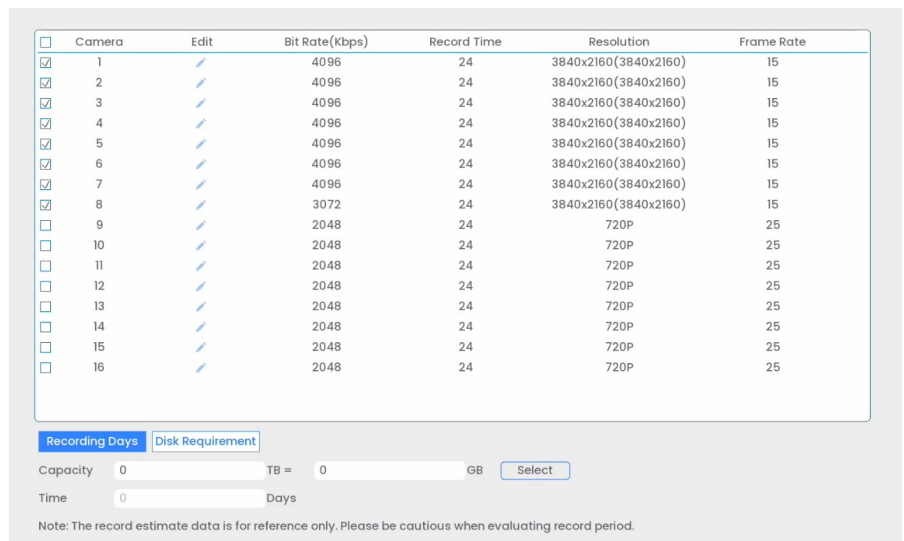 Camera Edit Bit Rate(Kbps) Record Time Resolution Frame Rate
1 4096 24 3840x2160(3840x2160) 15
2 4096 24 3840x2160(3840x2160) 15
3 4096 24 3840x2160(3840x2160) 15
4 4096 24 3840x2160(3840x2160) 15
5 4096 24 3840x2160(3840x2160) 15
6 4096 24 3840x2160(3840x2160) 15
7 4096 24 3840x2160(3840x2160) 15
8 3072 24 3840x2160(3840x2160) 15
9 2048 24 720P 25
10 2048 24 720P 25
11 2048 24 720P 25
12 2048 24 720P 25
13 2048 24 720P 25
14 2048 24 720P 25
15 2048 24 720P 25
16 2048 24 720P 25
Recording Days Disk Requirement
Capacity 0 TB = 0 GB Select
Time 0 Days
Note: The record estimate data is for reference only. Please be cautious when evaluating record period.